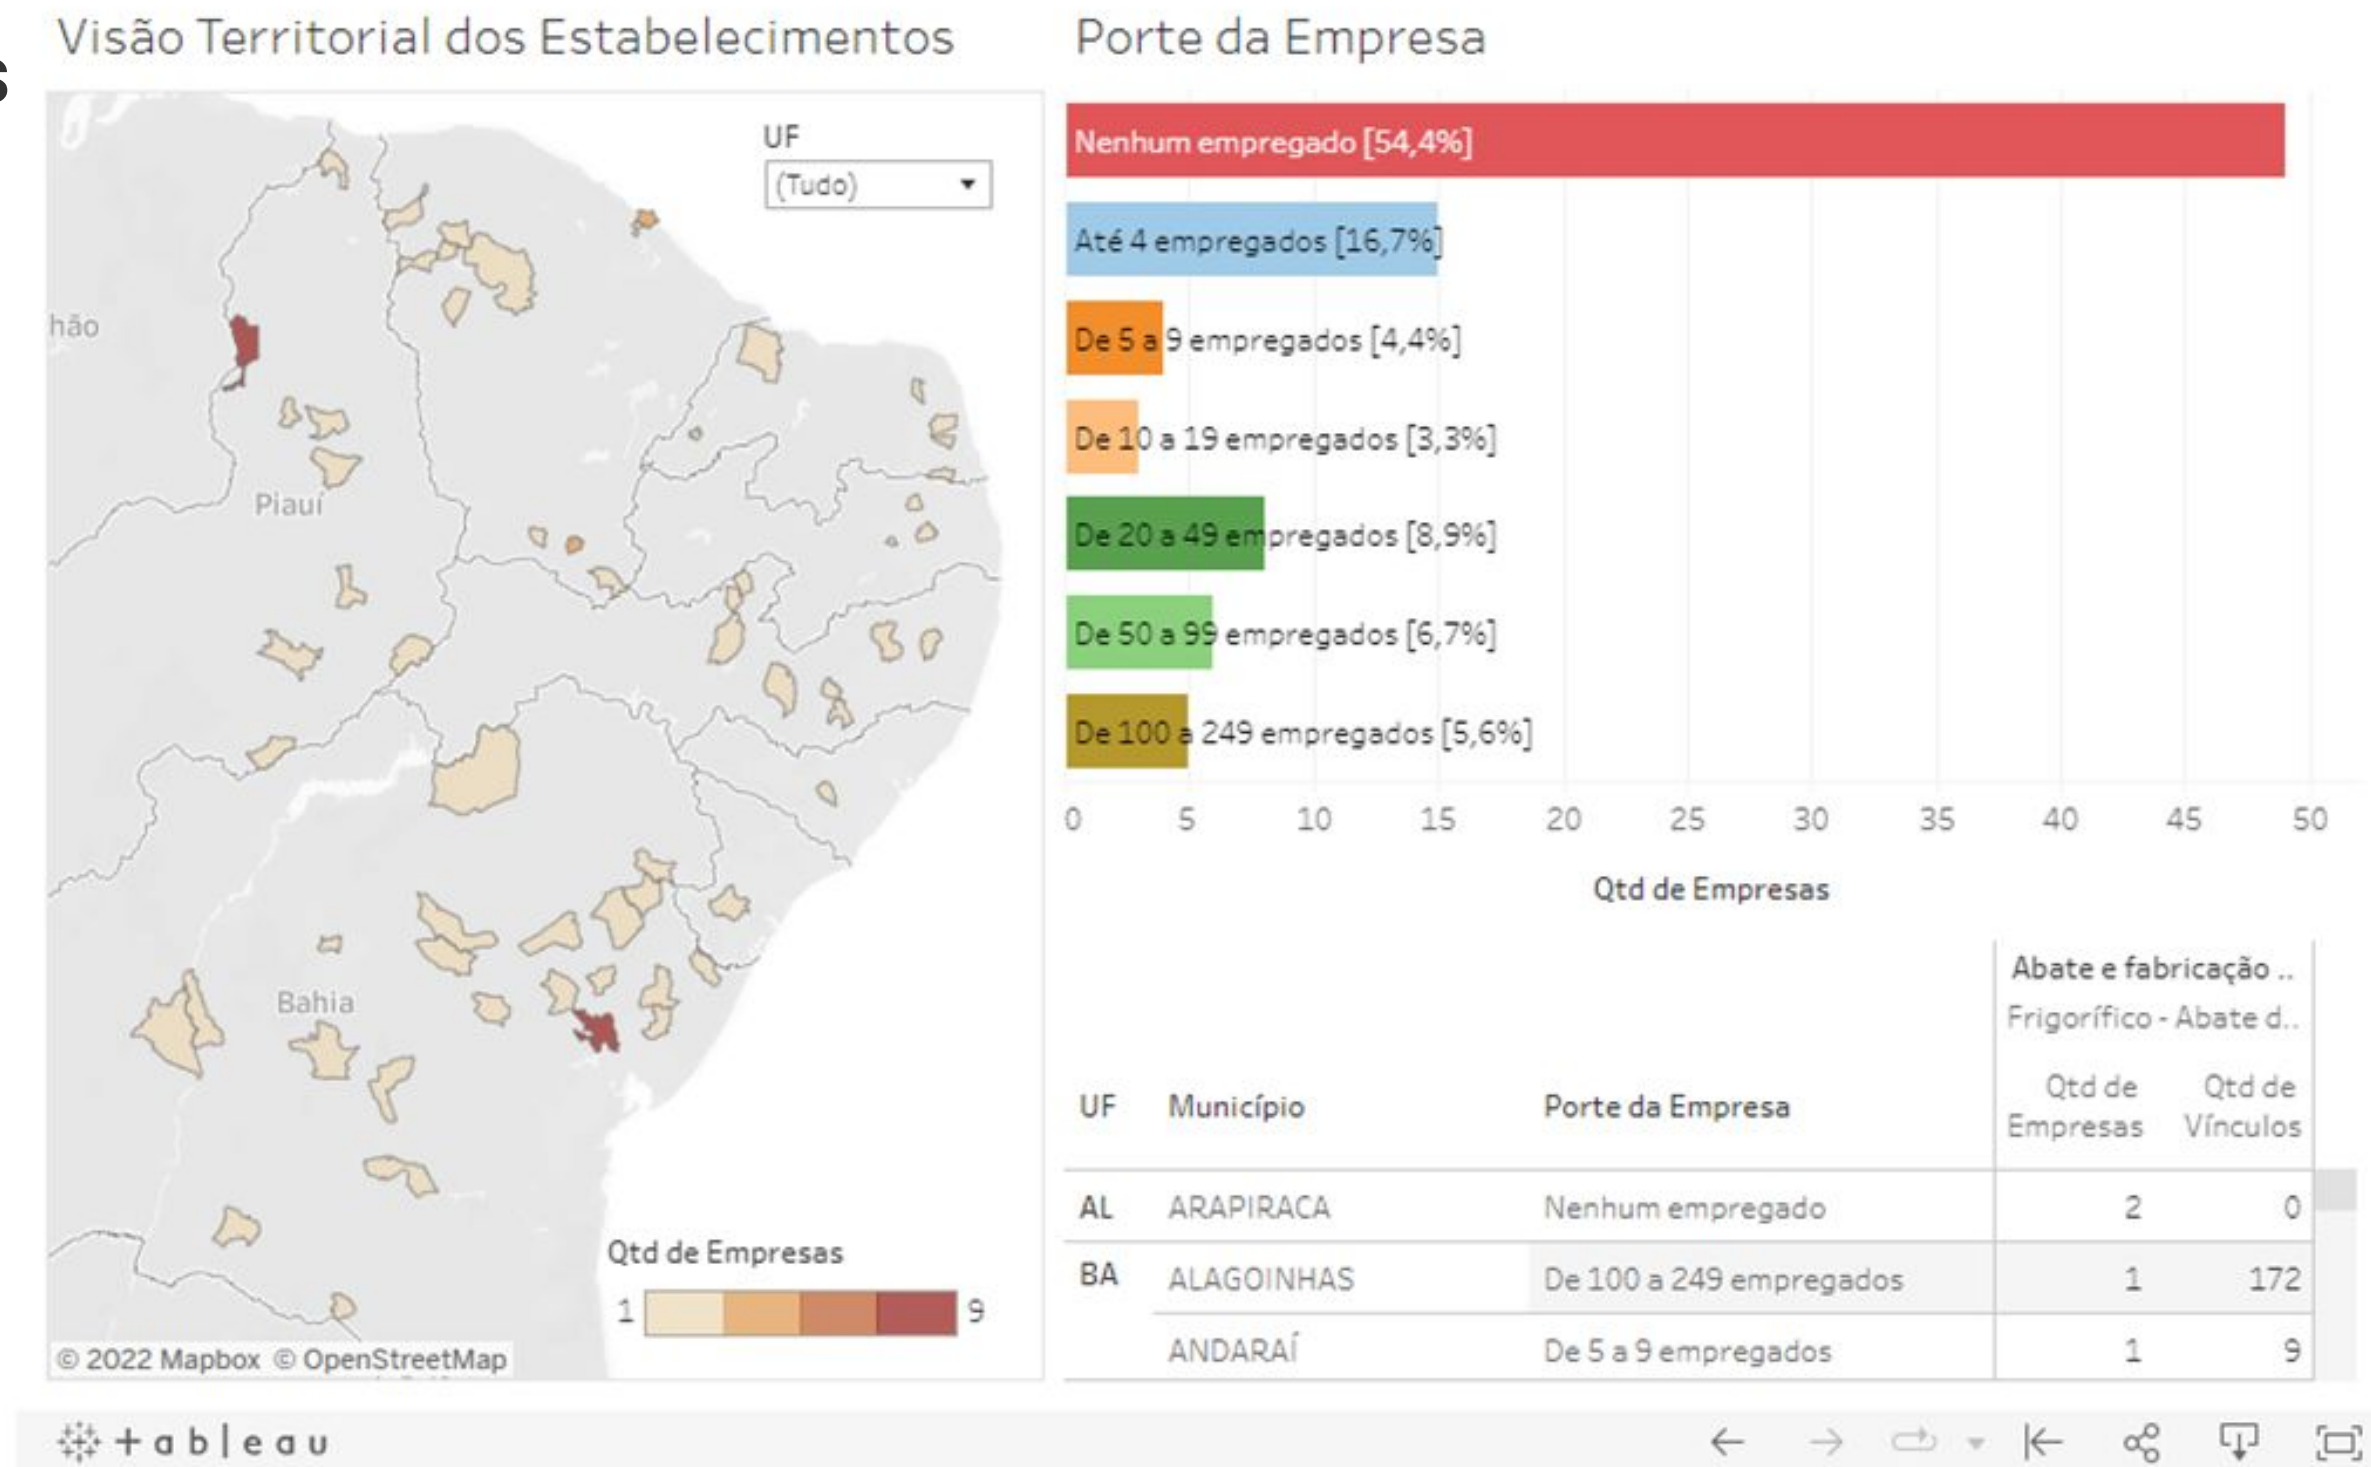 Visão Territorial dos Estabelecimentos
s
UF
(Tudo)
hão
Piauí
Bahia
Qtd de Empresas
1 9
© 2022 Mapbox © OpenStreetMap
Porte da Empresa
Nenhum empregado [54,4%]
Até 4 empregados [16,7%]
De 5 a 9 empregados [4,4%]
De 10 a 19 empregados [3,3%]
De 20 a 49 empregados [8,9%]
De 50 a 99 empregados [6,7%]
De 100 a 249 empregados [5,6%]
0 5 10 15 20 25 30 35 40 45 50
Qtd de Empresas
Abate e fabricação ..
Frigorífico - Abate d..
UF Município Porte da Empresa Qtd de Empresas Qtd de Vínculos
AL ARAPIRACA Nenhum empregado 2 0
BA ALAGOINHAS De 100 a 249 empregados 1 172
ANDARAÍ De 5 a 9 empregados 1 9
+ableau